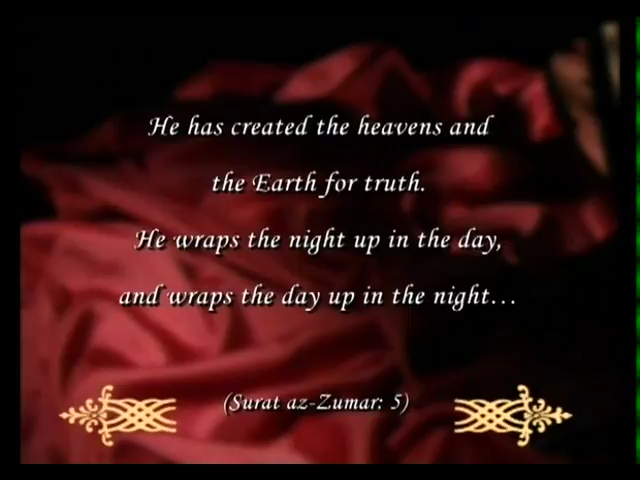 He has created the heavens and
the Earth for truth.
He wraps the night up in the day,
and wraps the day up in the night...
(Surat az-Zumar: 5)